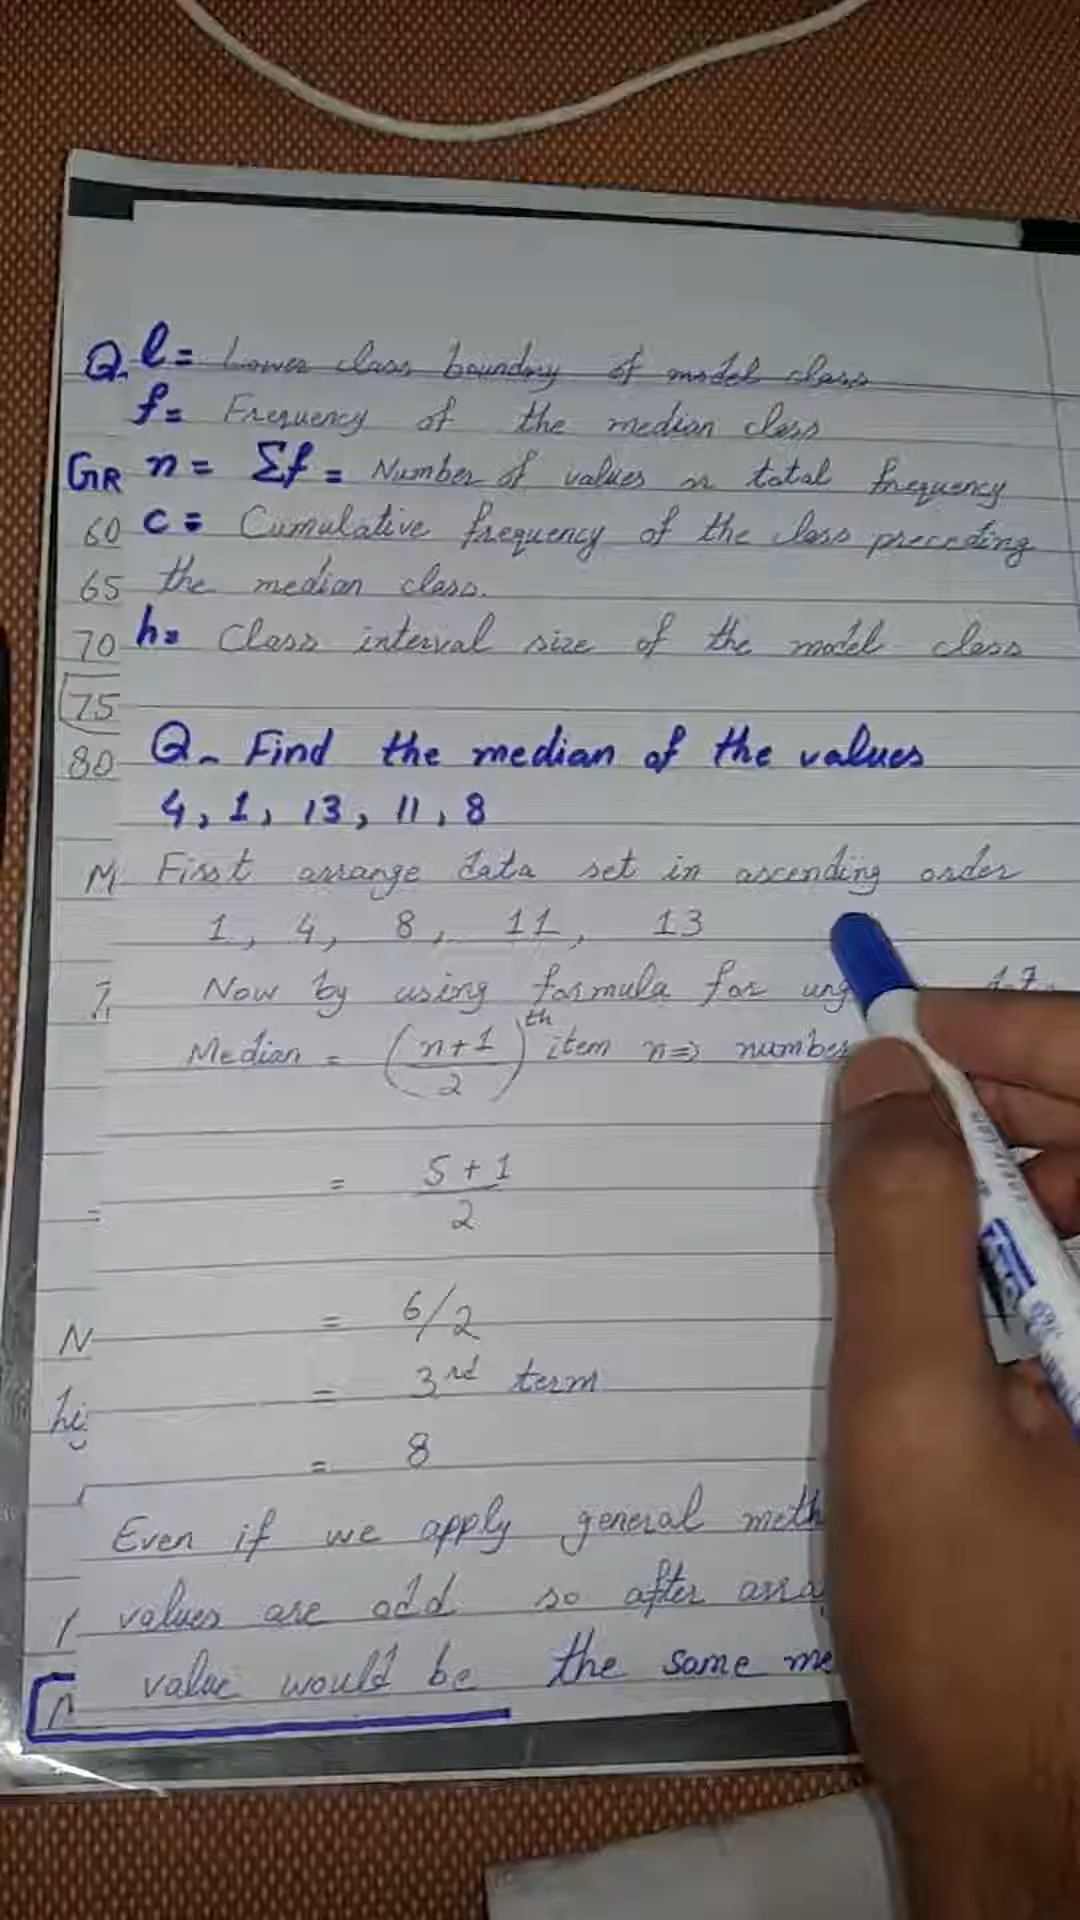 Q. l = Lower class boundary of model class
f = Frequency of the median class
GR n = Σf = Number of values or total frequency
60 c = Cumulative frequency of the class preceding
65 the median class.
70 h = Class interval size of the model class
75
80 Q. Find the median of the values
4, 1, 13, 11, 8
M First arrange data set in ascending order
1, 4, 8, 11, 13
Now by using formula for
Median = (n+1/2)th item n => number
= 5+1/2
=
N = 6/2
= 3rd term
hi
= 8
Even if we apply general meth
values are odd so after arra
value would be the same me